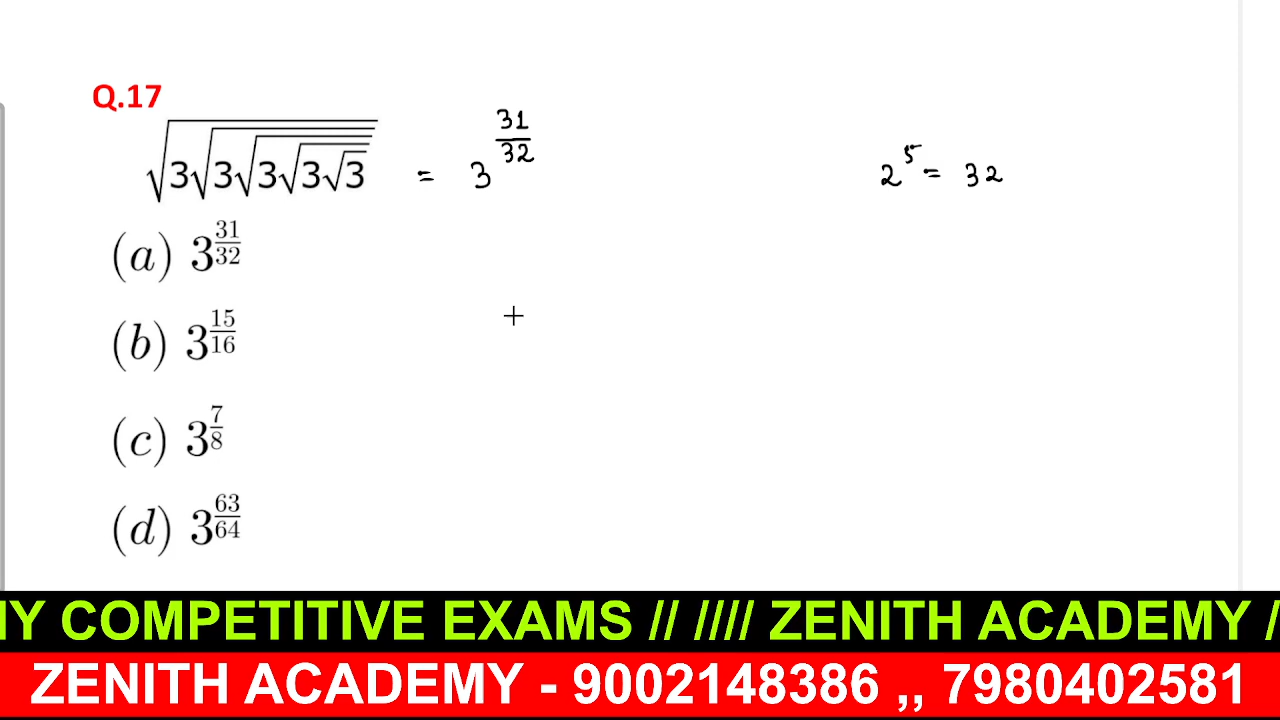 Q.17
√3√3√3√3√3 = 3^(31/32)
2^5 = 32
(a) 3^(31/32)
(b) 3^(15/16)
(c) 3^(7/8)
(d) 3^(63/64)
COMPETITIVE EXAMS // //// ZENITH ACADEMY /
ZENITH ACADEMY - 9002148386 ,, 7980402581